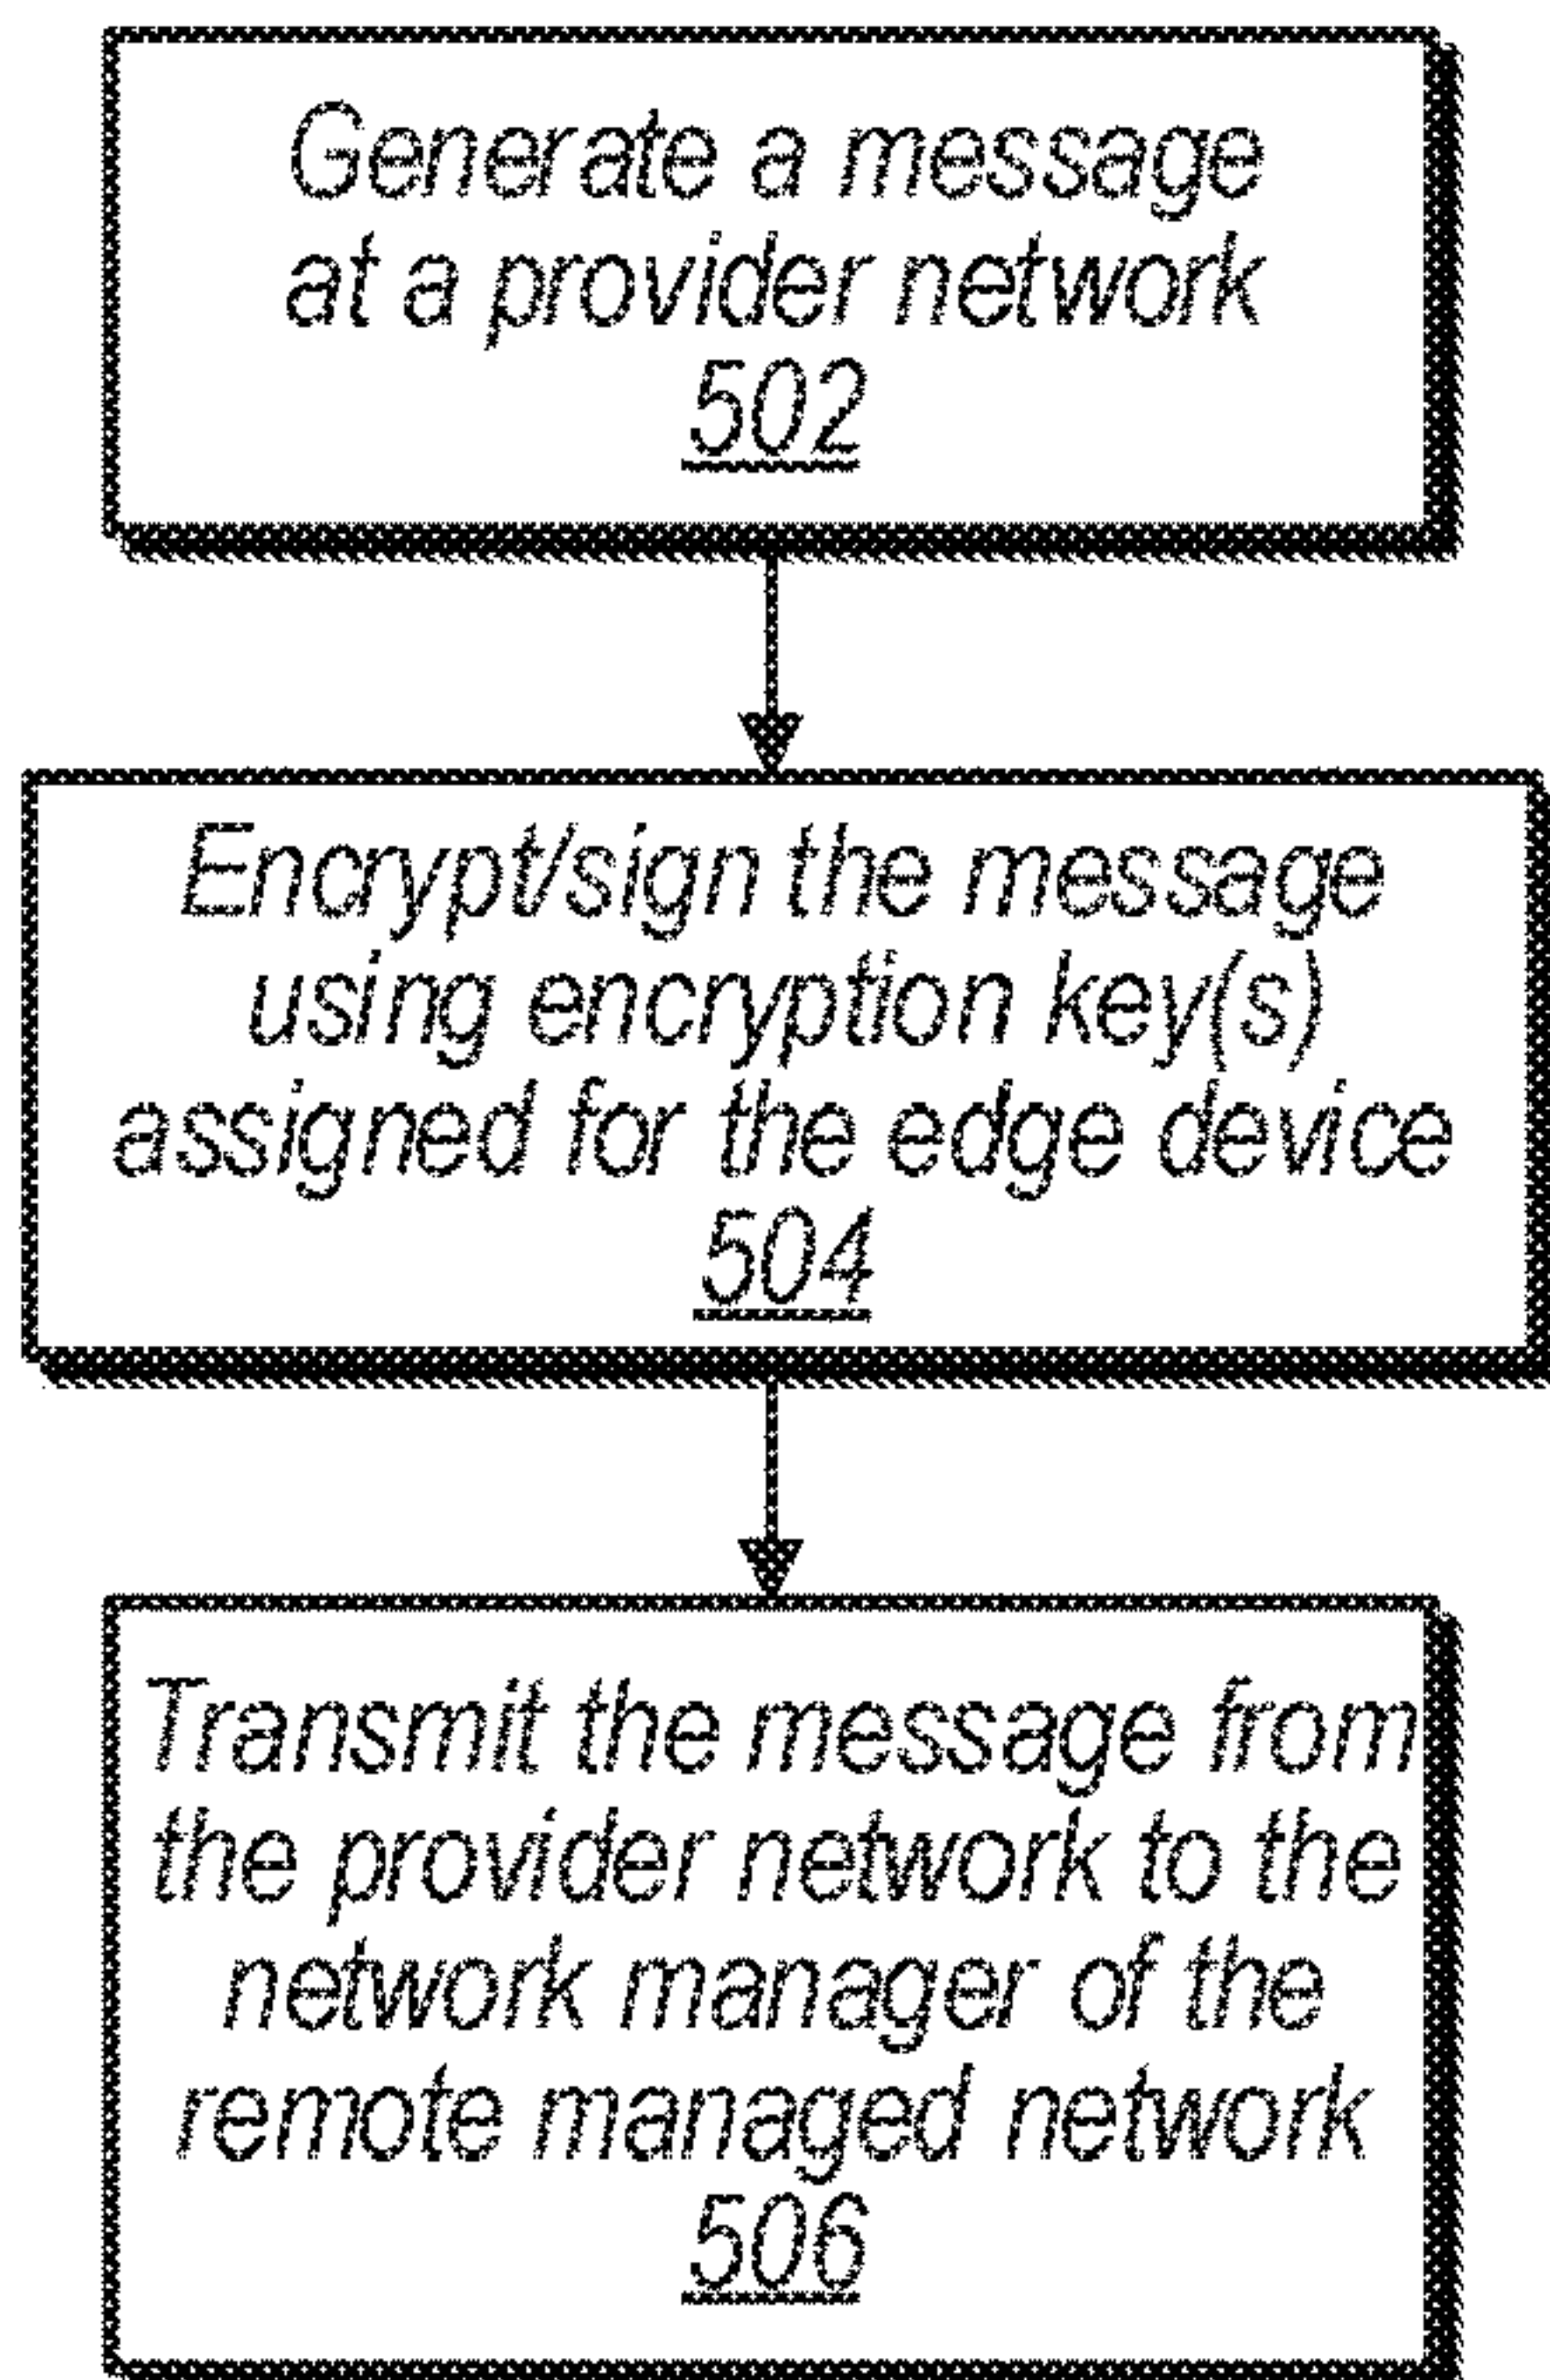 Generate a message
at a provider network
502
Encrypt/sign the message
using encryption key(s)
assigned for the edge device
504
Transmit the message from
the provider network to the
network manager of the
remote managed network
506